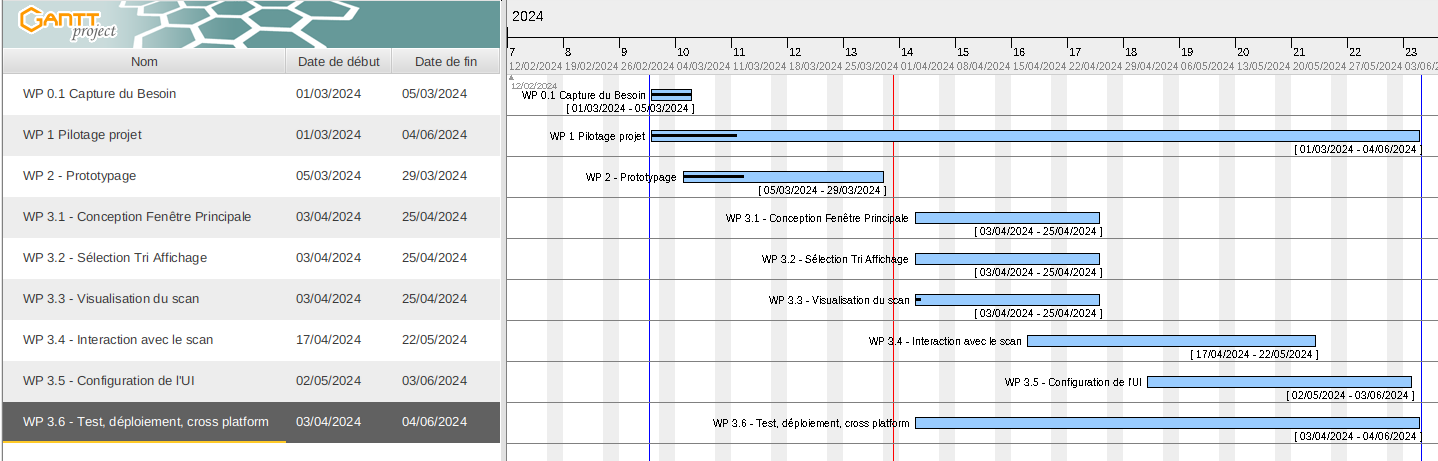 GANTT
project
2024
7 8 9 10 11 12 13 14 15 16 17 18 19 20 21 22 23
Nom Date de début Date de fin
12/02/2024 19/02/2024 26/02/2024 04/03/2024 11/03/2024 18/03/2024 25/03/2024 01/04/2024 08/04/2024 15/04/2024 22/04/2024 29/04/2024 06/05/2024 13/05/2024 20/05/2024 27/05/2024 03/06/2
12/02/2024
WP 0.1 Capture du Besoin 01/03/2024 05/03/2024
WP 0.1 Capture du Besoin
[ 01/03/2024 - 05/03/2024 ]
WP 1 Pilotage projet 01/03/2024 04/06/2024
WP 1 Pilotage projet
[ 01/03/2024 - 04/06/2024 ]
WP 2 - Prototypage 05/03/2024 29/03/2024
WP 2 - Prototypage
[ 05/03/2024 - 29/03/2024 ]
WP 3.1 - Conception Fenêtre Principale 03/04/2024 25/04/2024
WP 3.1 - Conception Fenêtre Principale
[ 03/04/2024 - 25/04/2024 ]
WP 3.2 - Sélection Tri Affichage 03/04/2024 25/04/2024
WP 3.2 - Sélection Tri Affichage
[ 03/04/2024 - 25/04/2024 ]
WP 3.3 - Visualisation du scan 03/04/2024 25/04/2024
WP 3.3 - Visualisation du scan
[ 03/04/2024 - 25/04/2024 ]
WP 3.4 - Interaction avec le scan 17/04/2024 22/05/2024
WP 3.4 - Interaction avec le scan
[ 17/04/2024 - 22/05/2024 ]
WP 3.5 - Configuration de l'UI 02/05/2024 03/06/2024
WP 3.5 - Configuration de l'UI
[ 02/05/2024 - 03/06/2024 ]
WP 3.6 - Test, déploiement, cross platform 03/04/2024 04/06/2024
WP 3.6 - Test, déploiement, cross platform
[ 03/04/2024 - 04/06/2024 ]